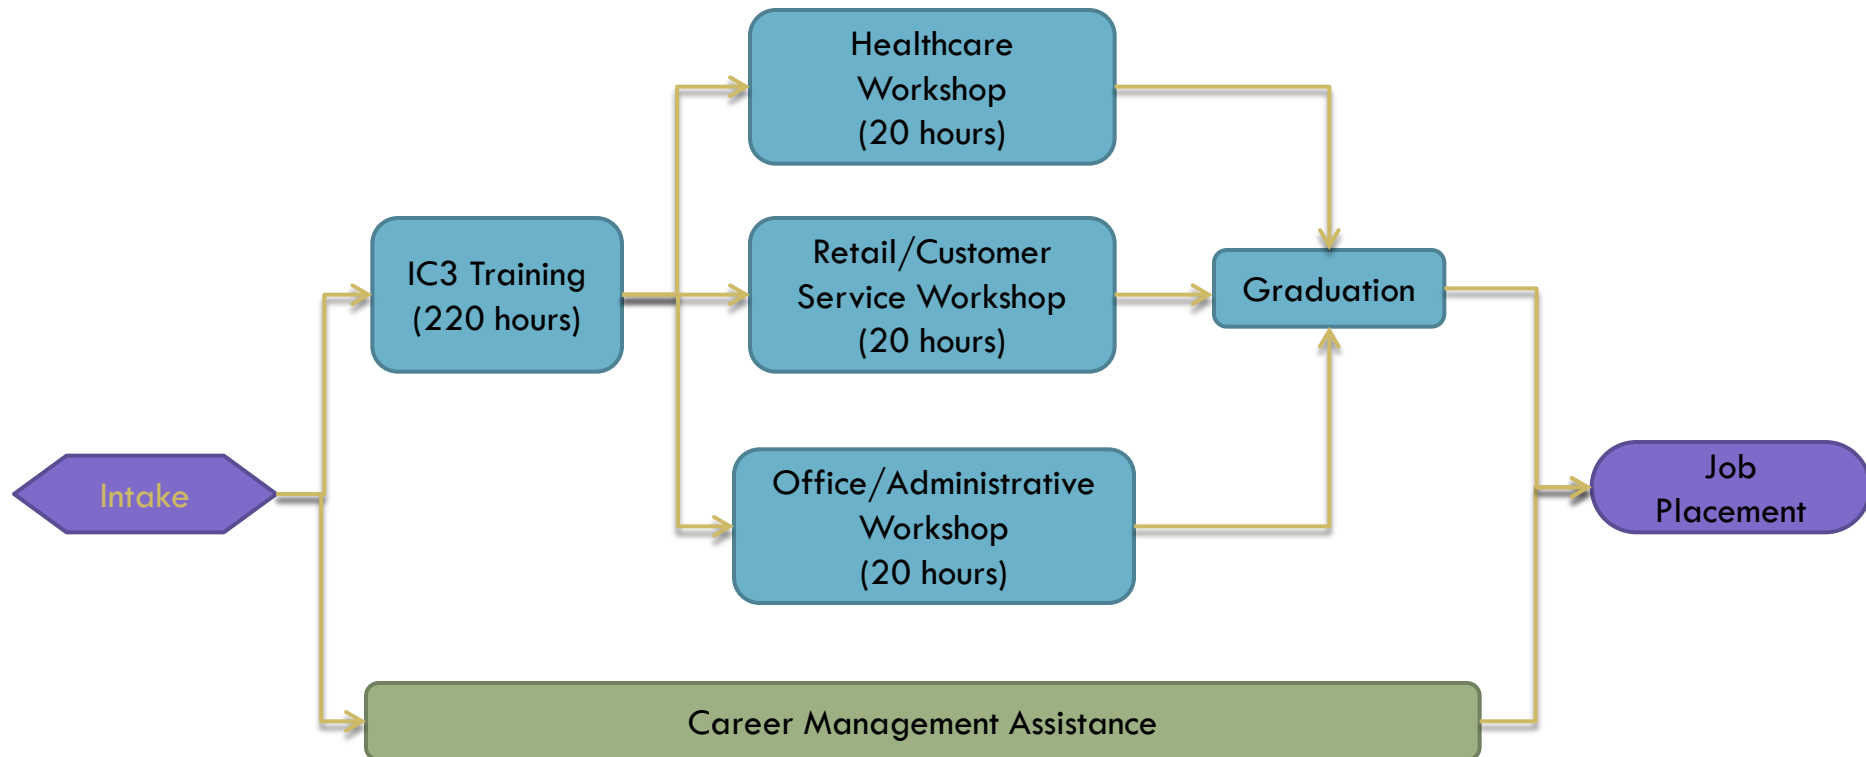 Healthcare
Workshop
(20 hours)
IC3 Training
(220 hours)
Retail/Customer
Service Workshop
(20 hours)
Graduation
Intake
Office/Administrative
Workshop
(20 hours)
Job
Placement
Career Management Assistance